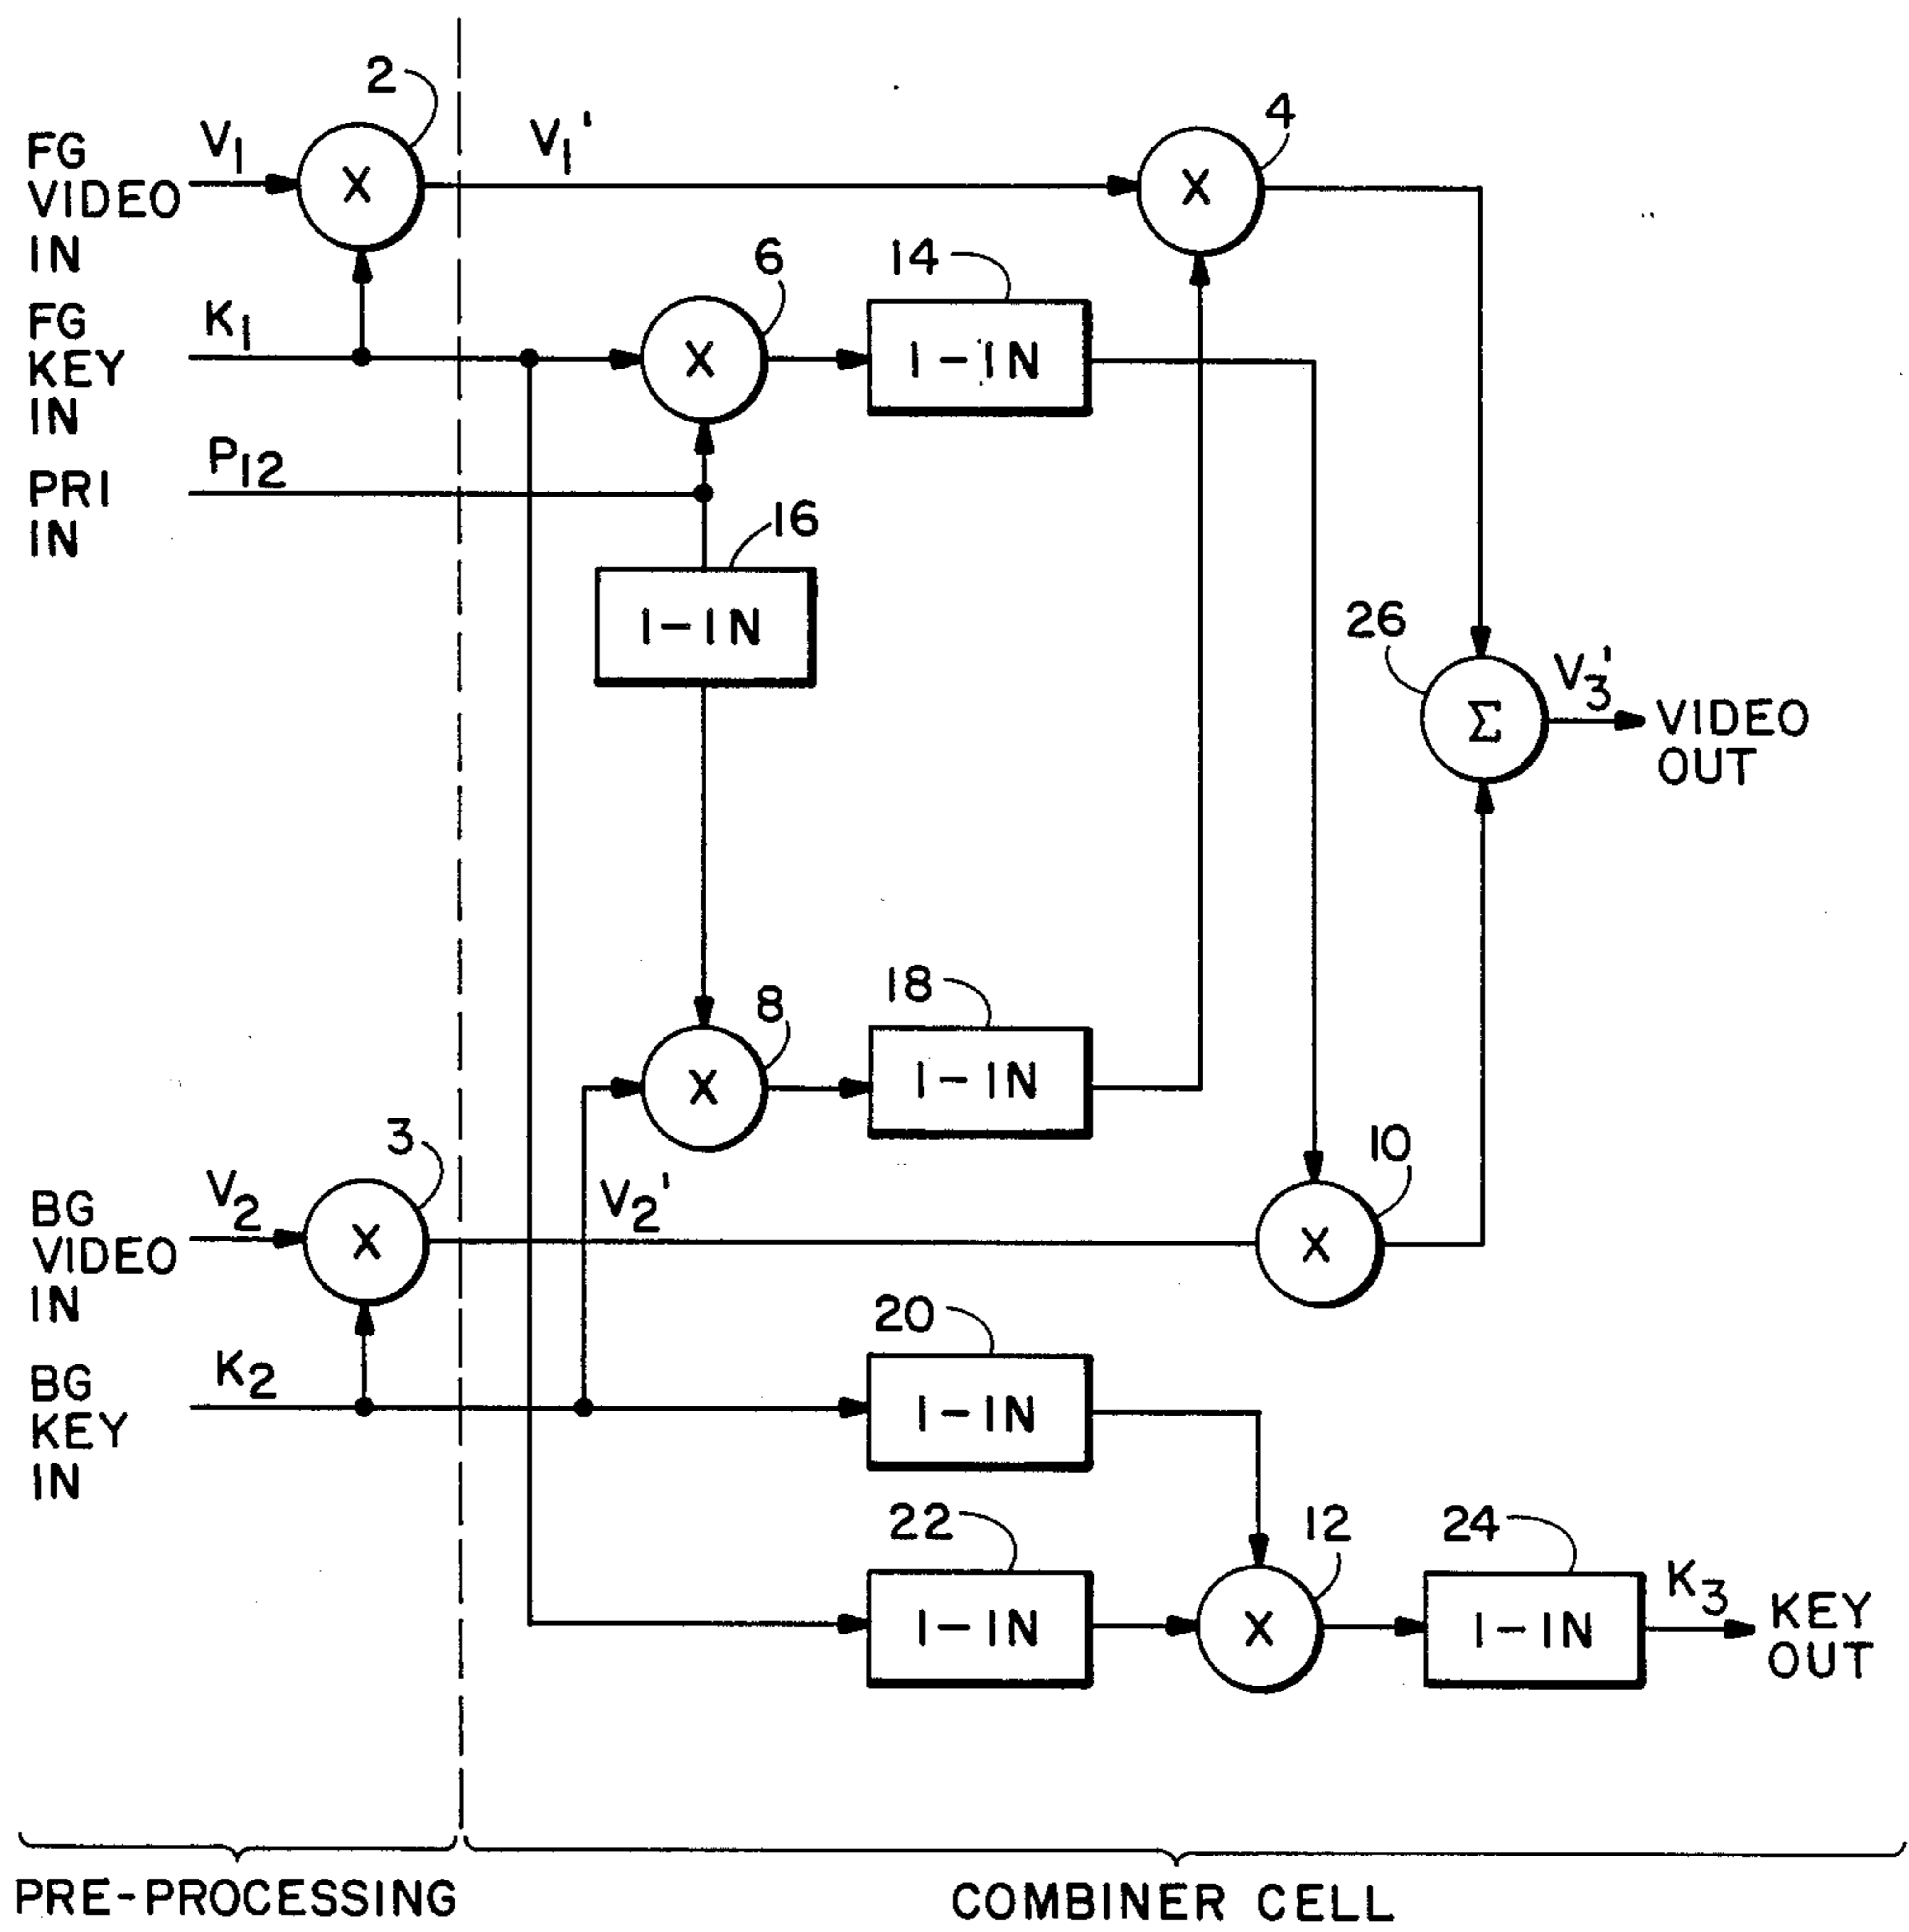 2
4
FG
VIDEO
IN
V1
X
V1'
X
FG
KEY
IN
K1
6
X
14
1-IN
PRI
IN
P12
16
1-IN
26
Σ
V3'
VIDEO
OUT
8
X
18
1-IN
BG
VIDEO
IN
V2
3
X
V2'
10
X
BG
KEY
IN
K2
20
1-IN
22
1-IN
12
X
24
1-IN
K3
KEY
OUT
PRE-PROCESSING
COMBINER CELL